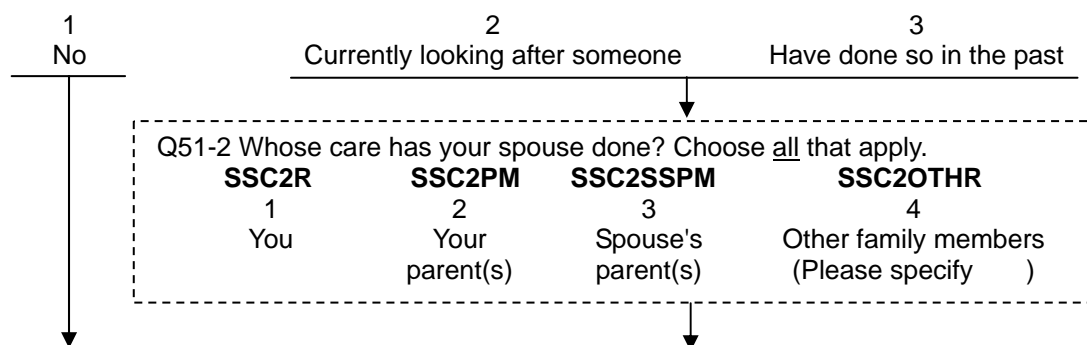 1 2 3
No Currently looking after someone Have done so in the past
Q51-2 Whose care has your spouse done? Choose all that apply.
SSC2R SSC2PM SSC2SSPM SSC2OTHR
1 2 3 4
You Your Spouse's Other family members
parent(s) parent(s) (Please specify )